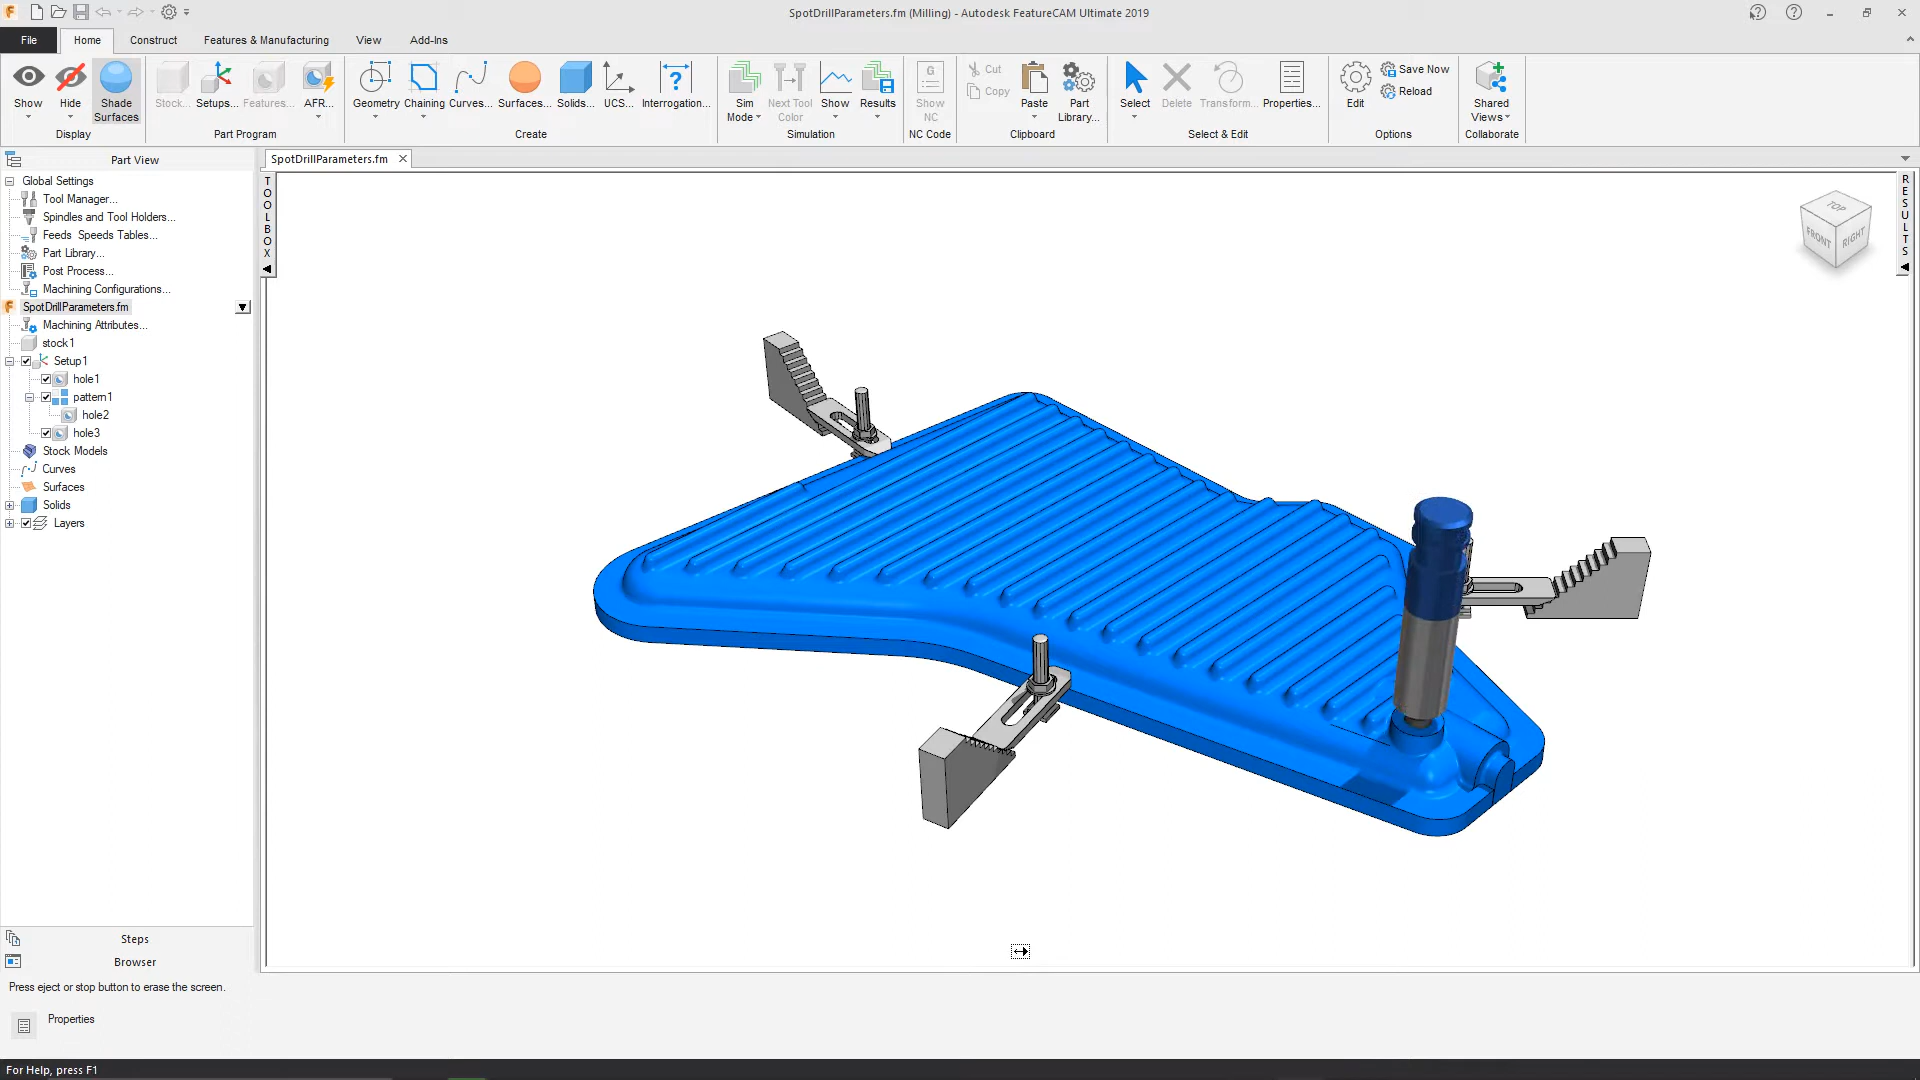 SpotDrillParameters.fm (Milling) - Autodesk FeatureCAM Ultimate 2019
File Home Construct Features & Manufacturing View Add-Ins
Show Hide Shade Surfaces
Display
Stock... Setups... Features... AFR...
Part Program
Geometry Chaining Curves... Surfaces... Solids... UCS... Interrogation...
Create
Sim Mode Next Tool Color Show Results
Simulation
G
Show NC
NC Code
Cut
Copy
Paste Part Library...
Clipboard
Select Delete Transform... Properties...
Select & Edit
Edit
Save Now
Reload
Options
Shared Views
Collaborate
Part View
SpotDrillParameters.fm
Global Settings
Tool Manager...
Spindles and Tool Holders...
Feeds Speeds Tables...
Part Library...
Post Process...
Machining Configurations...
SpotDrillParameters.fm
Machining Attributes...
stock1
Setup1
hole1
pattern1
hole2
hole3
Stock Models
Curves
Surfaces
Solids
Layers
TOOLBOX
TOP
FRONT
RIGHT
RESULTS
Steps
Browser
Press eject or stop button to erase the screen.
Properties
For Help, press F1